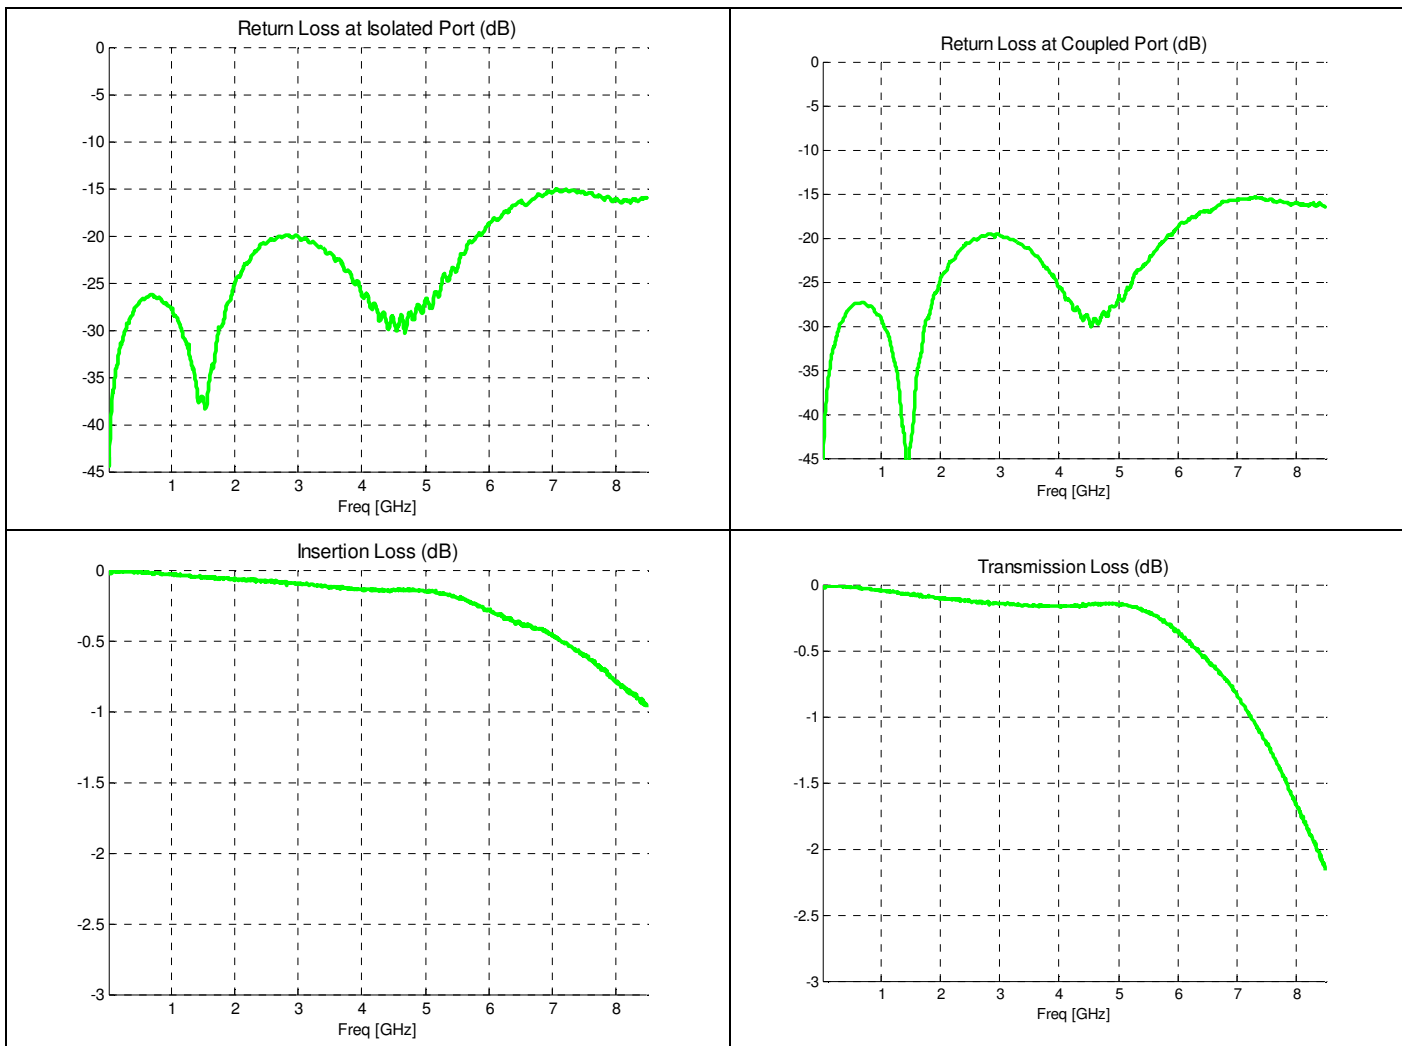 Return Loss at Isolated Port (dB)
0
-5
-10
-15
-20
-25
-30
-35
-40
-45
1 2 3 4 5 6 7 8
Freq [GHz]
Return Loss at Coupled Port (dB)
0
-5
-10
-15
-20
-25
-30
-35
-40
-45
1 2 3 4 5 6 7 8
Freq [GHz]
Insertion Loss (dB)
0
-0.5
-1
-1.5
-2
-2.5
-3
1 2 3 4 5 6 7 8
Freq [GHz]
Transmission Loss (dB)
0
-0.5
-1
-1.5
-2
-2.5
-3
1 2 3 4 5 6 7 8
Freq [GHz]